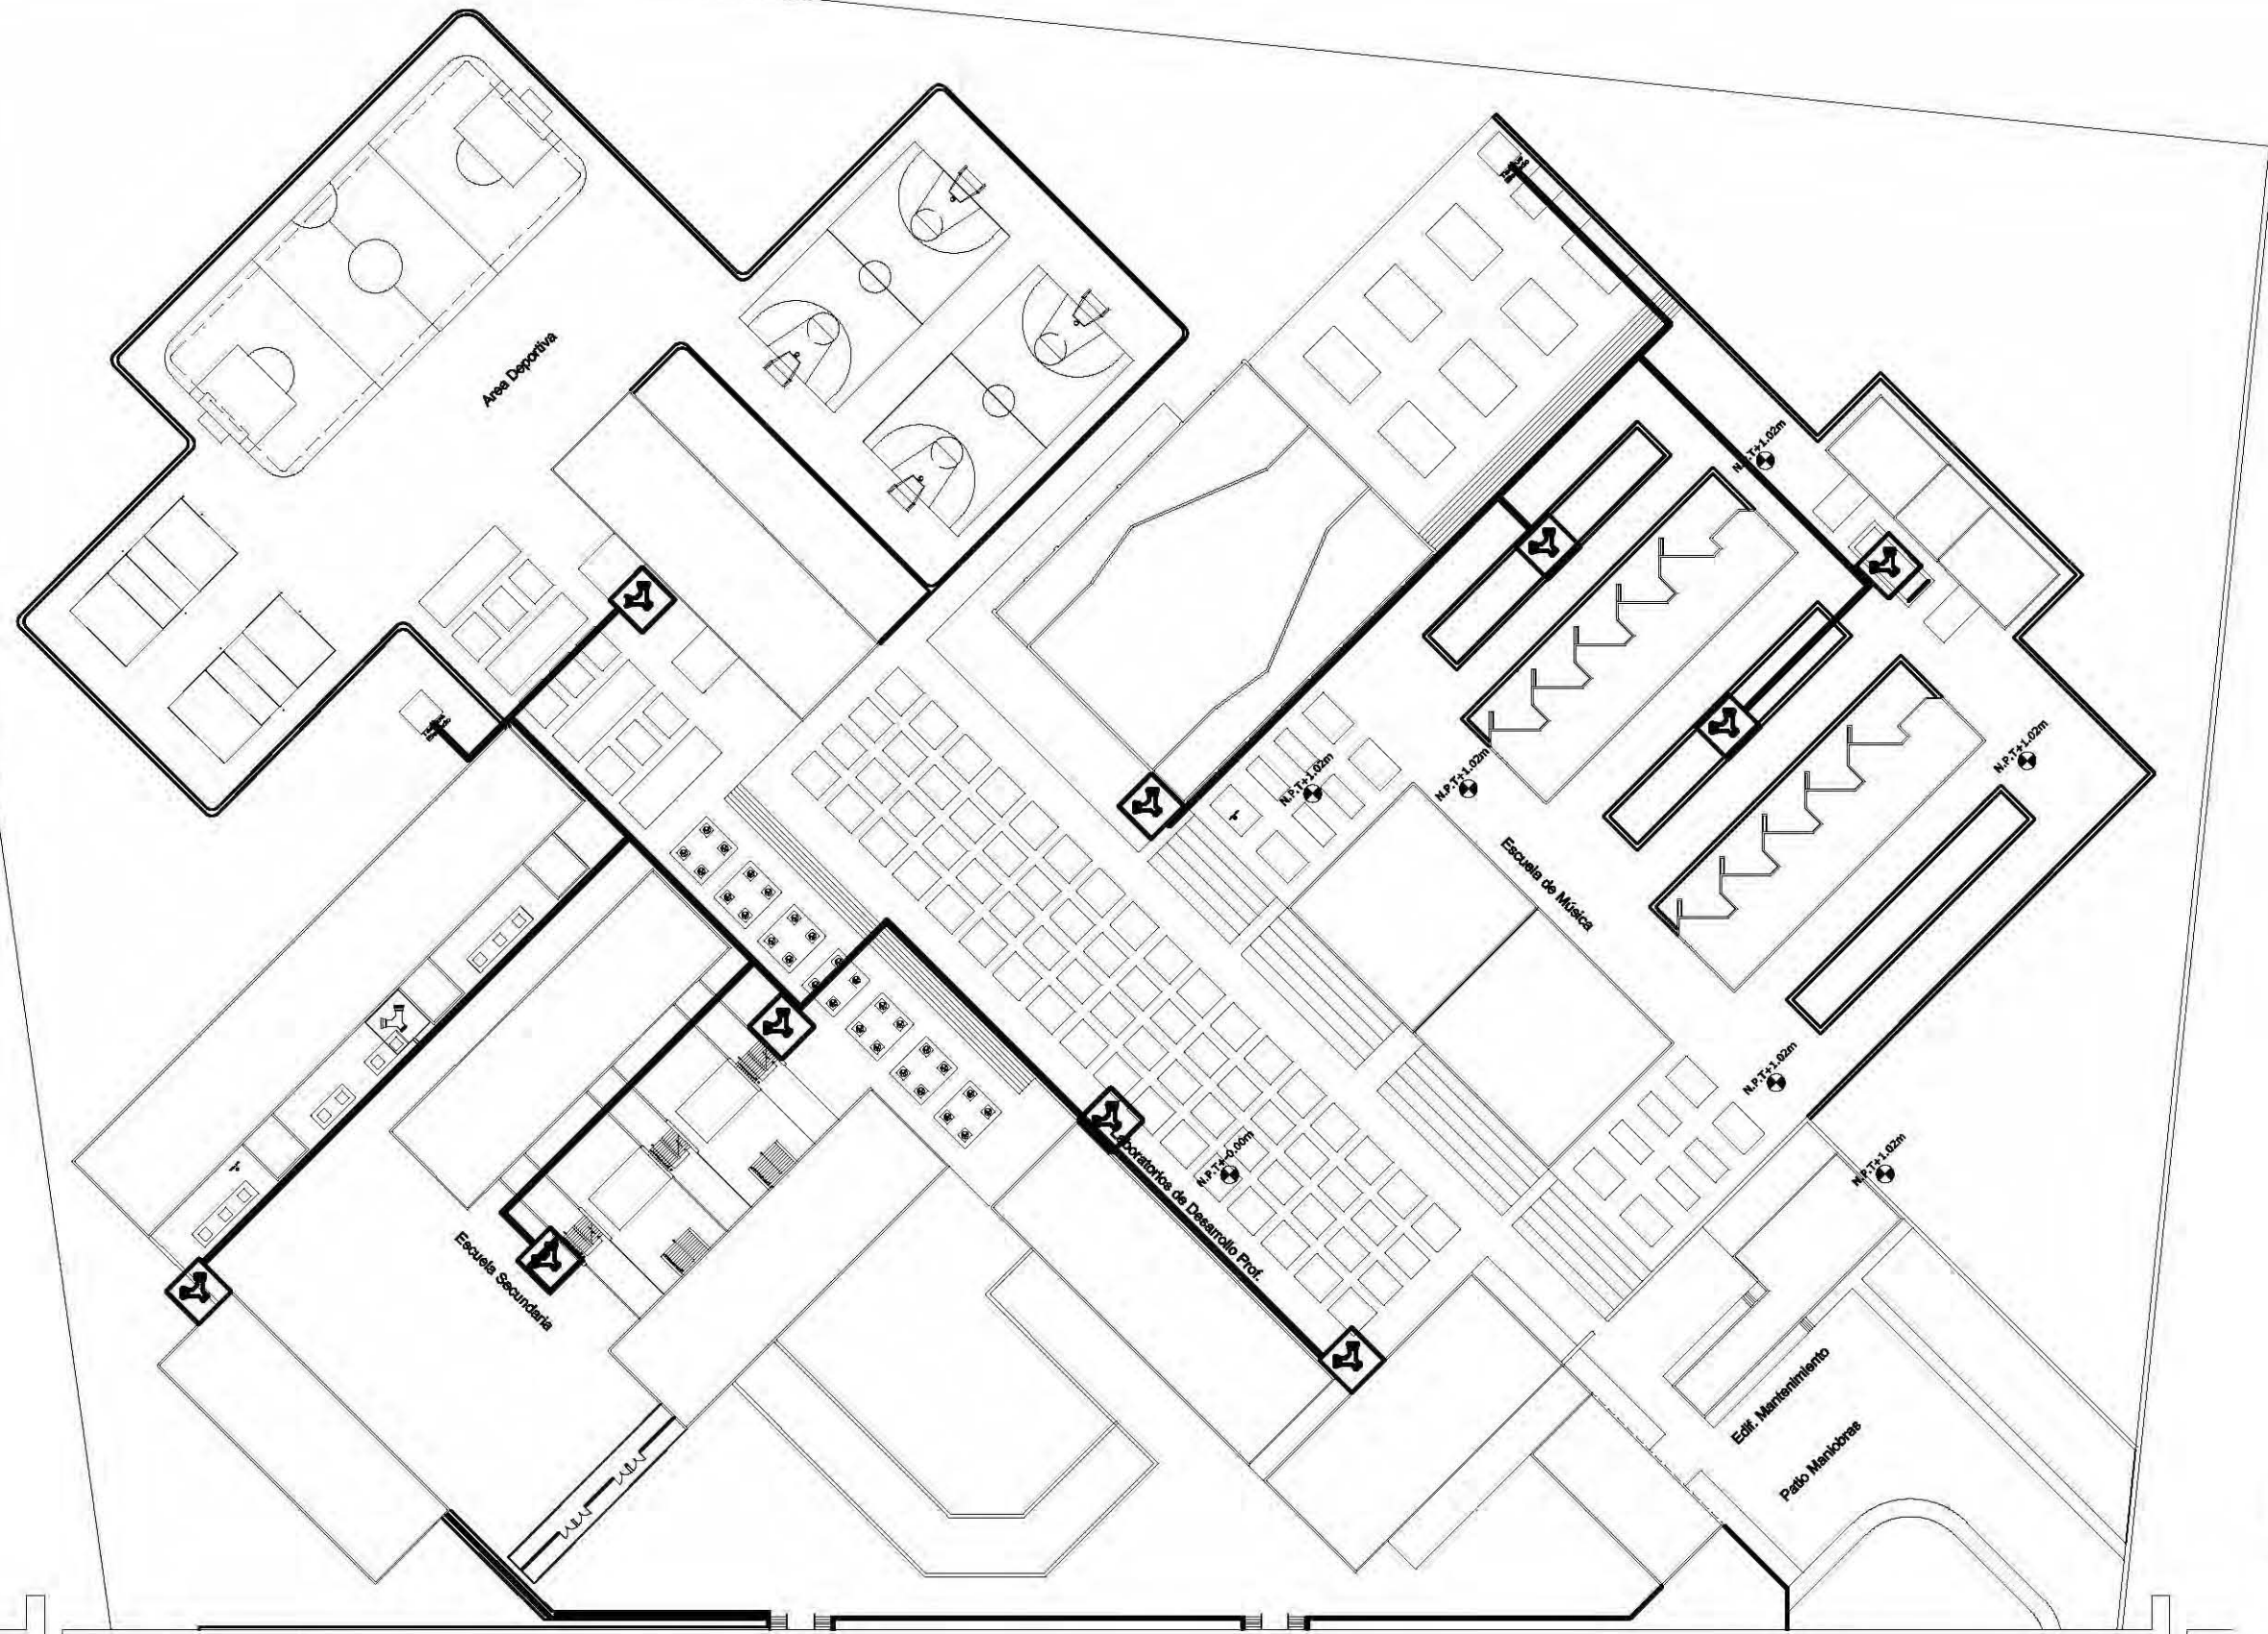 Area Deportiva
N.P.T+1.02m
N.P.T+1.02m
N.P.T+1.02m
N.P.T+1.02m
Escuela de Música
N.P.T+1.02m
N.P.T+-0.00m
Laboratorios de Desarrollo Prof.
N.P.T+1.02m
Escuela Secundaria
Edif. Mantenimiento
Patio Maniobras